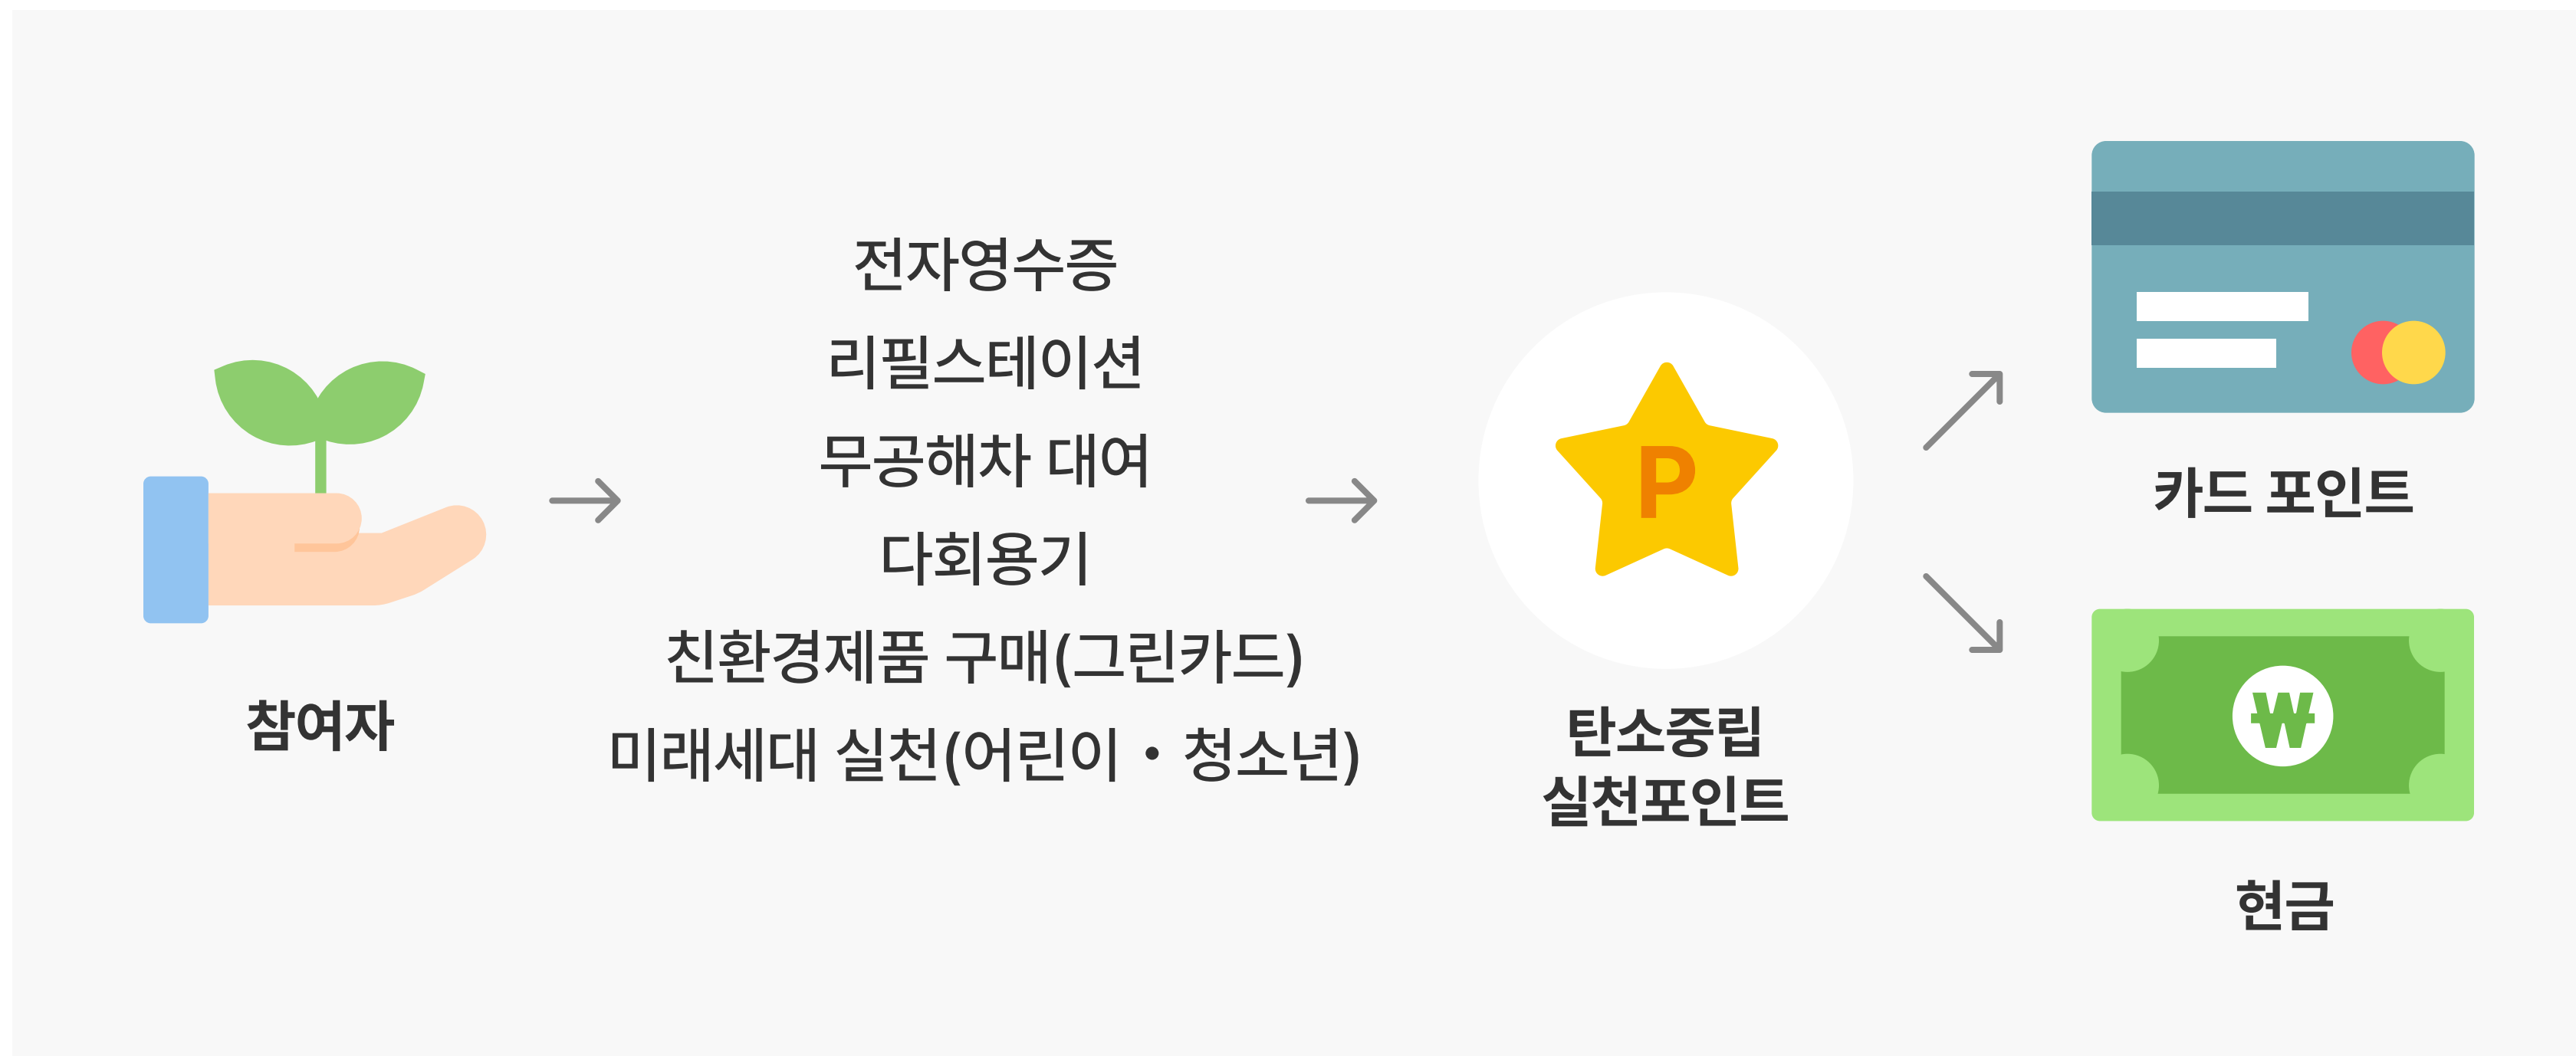 참여자
전자영수증
리필스테이션
무공해차 대여
다회용기
친환경제품 구매(그린카드)
미래세대 실천(어린이・청소년)
P
탄소중립
실천포인트
카드 포인트
₩
현금